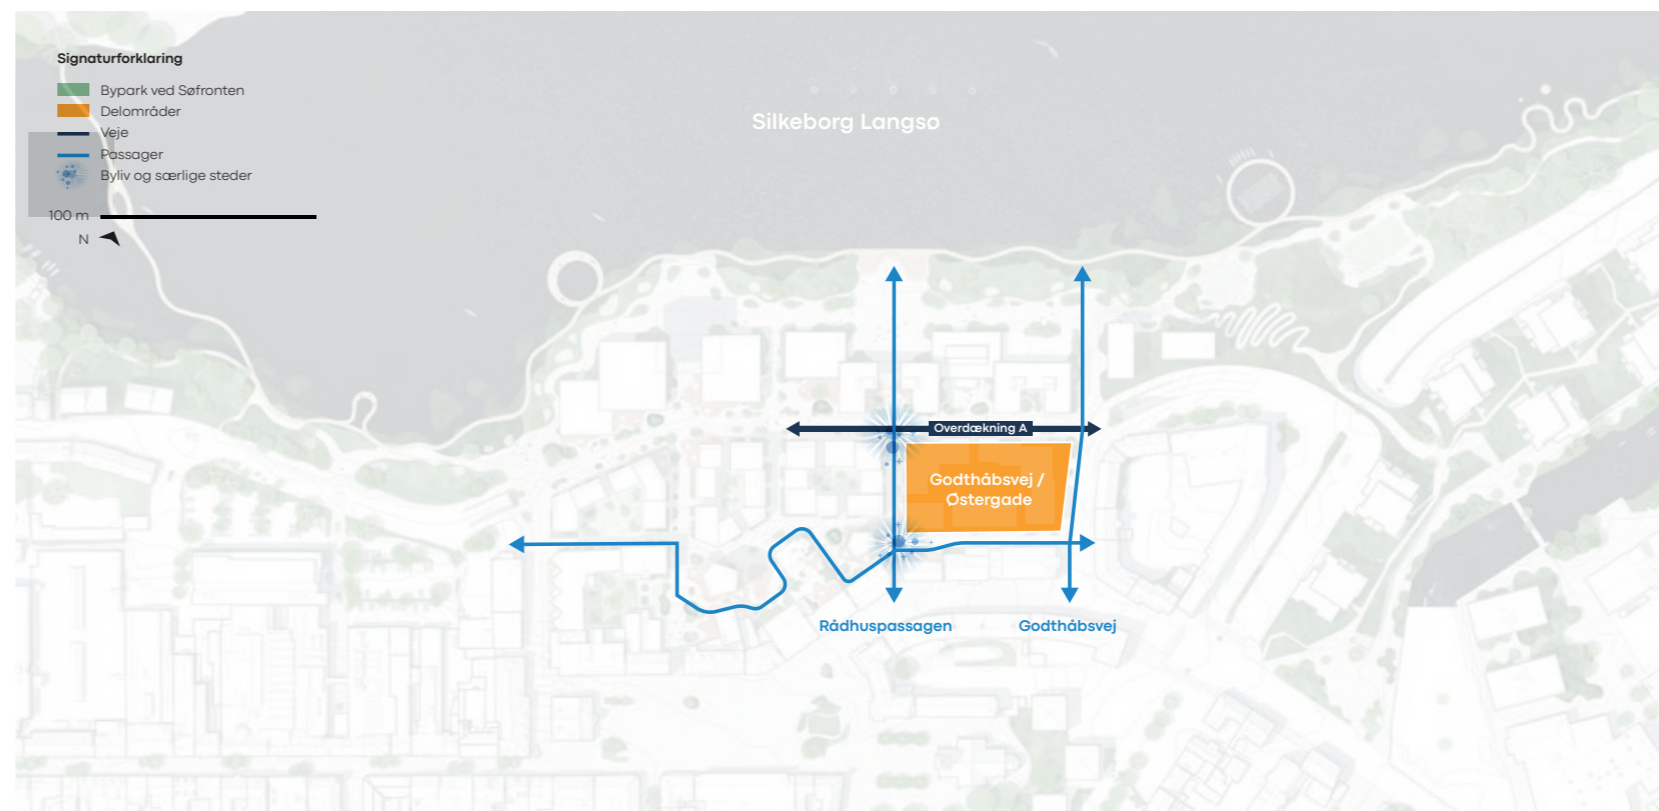 Signaturforklaring
Bypark ved Søfronten
Delområder
Veje
Passager
Byliv og særlige steder
100 m
N
Silkeborg Langsø
Overdækning A
Godthåbsvej /
Østergade
Rådhuspassagen
Godthåbsvej